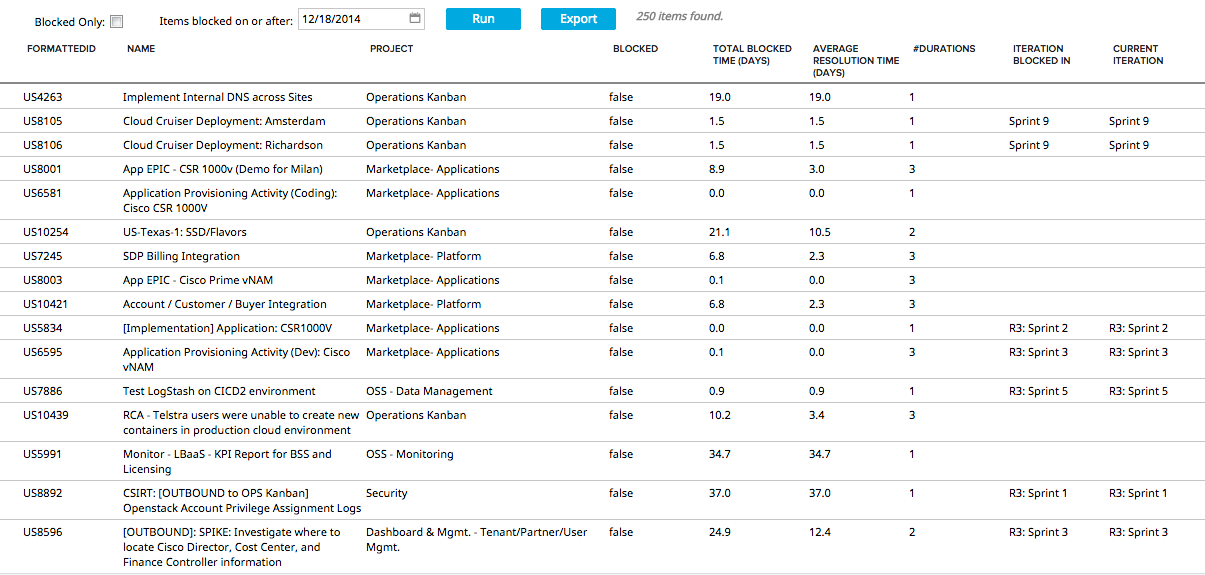 Blocked Only: Items blocked on or after: 12/18/2014 Run Export 250 items found.
FORMATTEDID NAME PROJECT BLOCKED TOTAL BLOCKED TIME (DAYS) AVERAGE RESOLUTION TIME (DAYS) #DURATIONS ITERATION BLOCKED IN CURRENT ITERATION
US4263 Implement Internal DNS across Sites Operations Kanban false 19.0 19.0 1
US8105 Cloud Cruiser Deployment: Amsterdam Operations Kanban false 1.5 1.5 1 Sprint 9 Sprint 9
US8106 Cloud Cruiser Deployment: Richardson Operations Kanban false 1.5 1.5 1 Sprint 9 Sprint 9
US8001 App EPIC - CSR 1000v (Demo for Milan) Marketplace- Applications false 8.9 3.0 3
US6581 Application Provisioning Activity (Coding): Marketplace- Applications false 0.0 0.0 1
Cisco CSR 1000V
US10254 US-Texas-1: SSD/Flavors Operations Kanban false 21.1 10.5 2
US7245 SDP Billing Integration Marketplace- Platform false 6.8 2.3 3
US8003 App EPIC - Cisco Prime vNAM Marketplace- Applications false 0.1 0.0 3
US10421 Account / Customer / Buyer Integration Marketplace- Platform false 6.8 2.3 3
US5834 [Implementation] Application: CSR1000V Marketplace- Applications false 0.0 0.0 1 R3: Sprint 2 R3: Sprint 2
US6595 Application Provisioning Activity (Dev): Cisco Marketplace- Applications false 0.1 0.0 3 R3: Sprint 3 R3: Sprint 3
vNAM
US7886 Test LogStash on CICD2 environment OSS - Data Management false 0.9 0.9 1 R3: Sprint 5 R3: Sprint 5
US10439 RCA - Telstra users were unable to create new Operations Kanban false 10.2 3.4 3
containers in production cloud environment
US5991 Monitor - LBaaS - KPI Report for BSS and OSS - Monitoring false 34.7 34.7 1
Licensing
US8892 CSIRT: [OUTBOUND to OPS Kanban] Security false 37.0 37.0 1 R3: Sprint 1 R3: Sprint 1
Openstack Account Privilege Assignment Logs
US8596 [OUTBOUND]: SPIKE: Investigate where to Dashboard & Mgmt. - Tenant/Partner/User false 24.9 12.4 2 R3: Sprint 3 R3: Sprint 3
locate Cisco Director, Cost Center, and Mgmt.
Finance Controller information